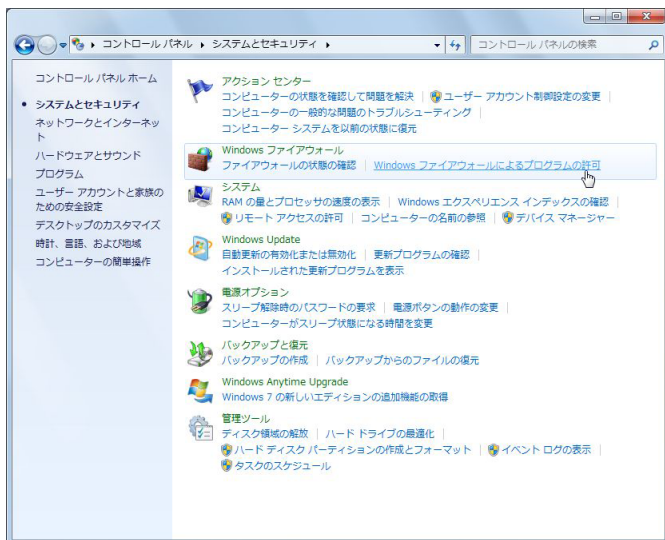 コントロール パネル ▸ システムとセキュリティ ▸
コントロール パネルの検索
コントロール パネル ホーム
システムとセキュリティ
ネットワークとインターネッ
ト
ハードウェアとサウンド
プログラム
ユーザー アカウントと家族の
ための安全設定
デスクトップのカスタマイズ
時計、言語、および地域
コンピューターの簡単操作
アクション センター
コンピューターの状態を確認して問題を解決 | ユーザー アカウント制御設定の変更 |
コンピューターの一般的な問題のトラブルシューティング |
コンピューター システムを以前の状態に復元
Windows ファイアウォール
ファイアウォールの状態の確認 | Windows ファイアウォールによるプログラムの許可
システム
RAM の量とプロセッサの速度の表示 | Windows エクスペリエンス インデックスの確認 |
リモート アクセスの許可 | コンピューターの名前の参照 | デバイス マネージャー
Windows Update
自動更新の有効化または無効化 | 更新プログラムの確認 |
インストールされた更新プログラムを表示
電源オプション
スリープ解除時のパスワードの要求 | 電源ボタンの動作の変更 |
コンピューターがスリープ状態になる時間を変更
バックアップと復元
バックアップの作成 | バックアップからのファイルの復元
Windows Anytime Upgrade
Windows 7 の新しいエディションの追加機能の取得
管理ツール
ディスク領域の解放 | ハード ドライブの最適化 |
ハード ディスク パーティションの作成とフォーマット | イベント ログの表示 |
タスクのスケジュール